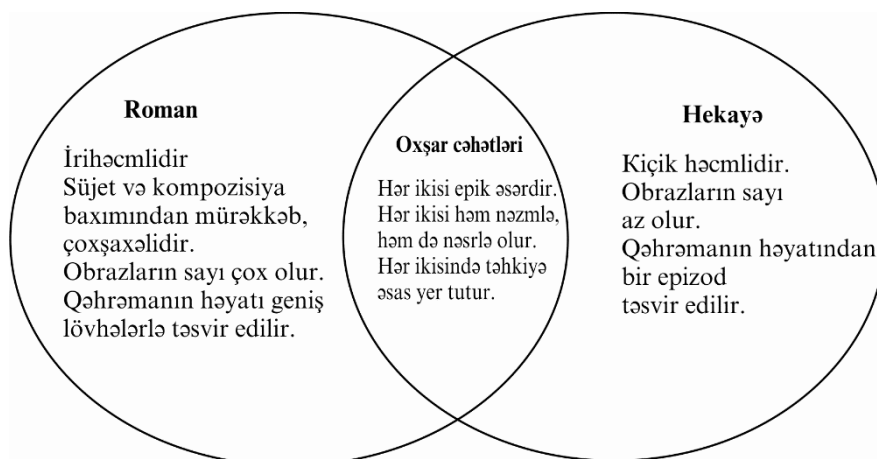 Roman
İrihəcmlidir
Süjet və kompozisiya
baxımından mürəkkəb,
çoxşaxəlidir.
Obrazların sayı çox olur.
Qəhrəmanın həyatı geniş
lövhələrlə təsvir edilir.
Oxşar cəhətləri
Hər ikisi epik əsərdir.
Hər ikisi həm nəzmlə,
həm də nəsrlə olur.
Hər ikisində təhkiyə
əsas yer tutur.
Hekayə
Kiçik həcmlidir.
Obrazların sayı
az olur.
Qəhrəmanın həyatından
bir epizod
təsvir edilir.